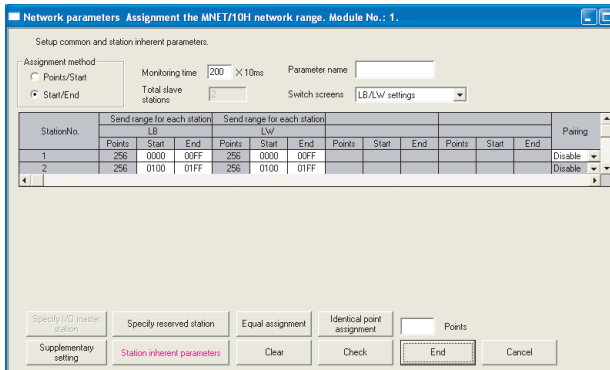 Network parameters Assignment the MNET/10H network range. Module No.: 1.
Setup common and station inherent parameters.
Assignment method
Points/Start
Start/End
Monitoring time 200 X 10ms
Parameter name
Total slave stations 2
Switch screens LB/LW settings
StationNo. Send range for each station Send range for each station Pairing
LB LW
Points Start End Points Start End Points Start End Points Start End
1 256 0000 00FF 256 0000 00FF Disable
2 256 0100 01FF 256 0100 01FF Disable
Specify I/O master station Specify reserved station Equal assignment Identical point assignment Points
Supplementary setting Station inherent parameters Clear Check End Cancel